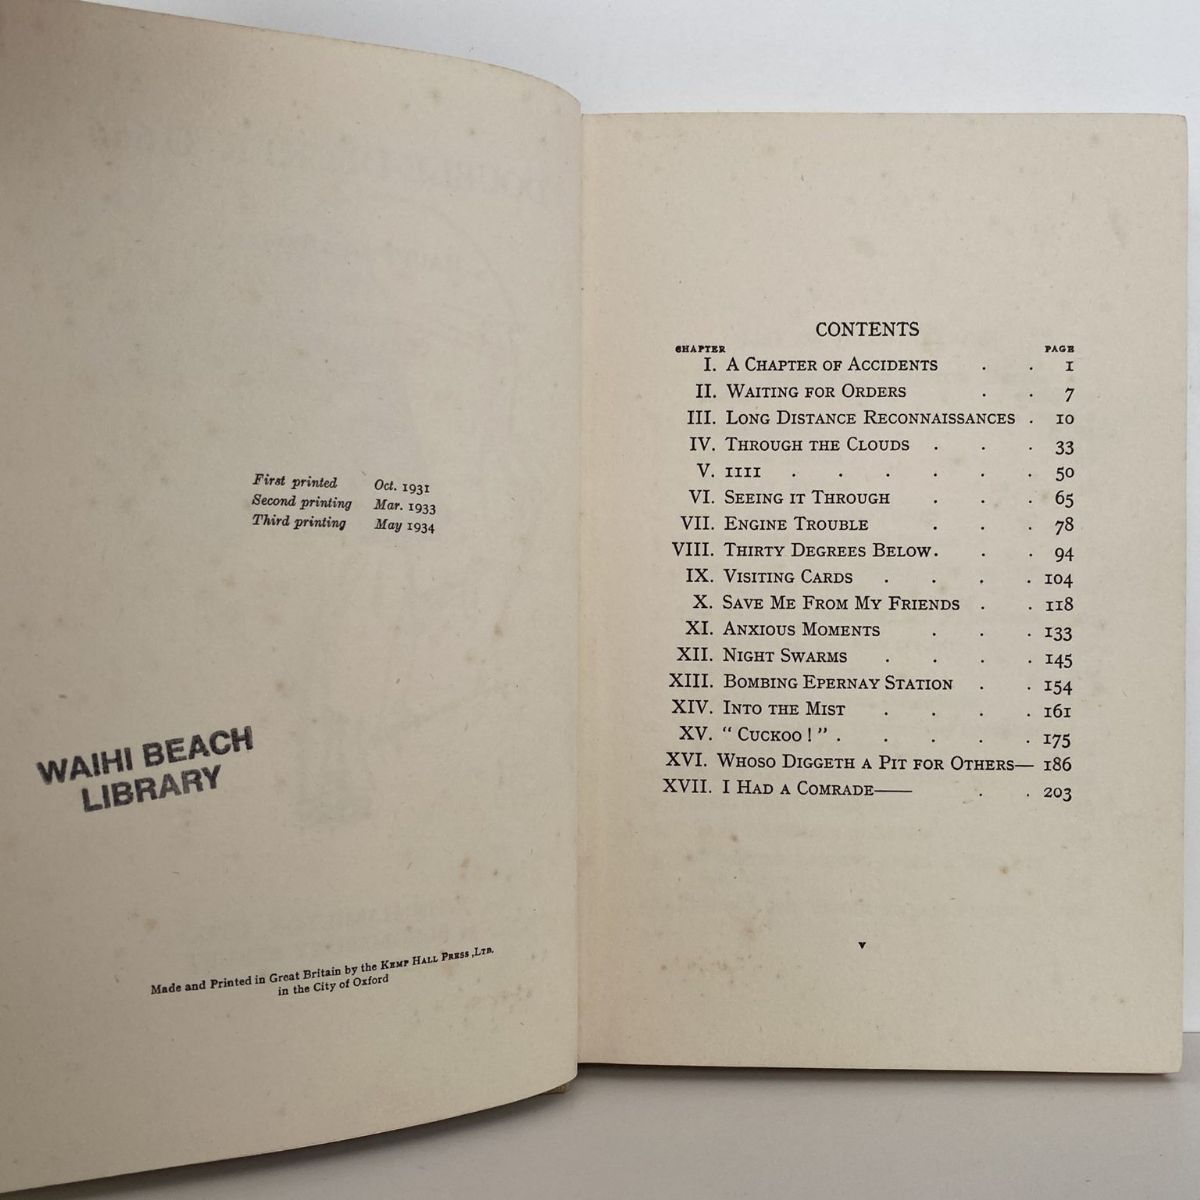 First printed Oct. 1931
Second printing Mar. 1933
Third printing May 1934
WAIHI BEACH
LIBRARY
Made and Printed in Great Britain by the KEMP HALL PRESS, LTD.
in the City of Oxford
CONTENTS
CHAPTER PAGE
I. A CHAPTER OF ACCIDENTS . . 1
II. WAITING FOR ORDERS . . 7
III. LONG DISTANCE RECONNAISSANCES . 10
IV. THROUGH THE CLOUDS . . . 33
V. IIII . . . . . . 50
VI. SEEING IT THROUGH . . . 65
VII. ENGINE TROUBLE . . . 78
VIII. THIRTY DEGREES BELOW . . . 94
IX. VISITING CARDS . . . . 104
X. SAVE ME FROM MY FRIENDS . . 118
XI. ANXIOUS MOMENTS . . . 133
XII. NIGHT SWARMS . . . . 145
XIII. BOMBING EPERNAY STATION . . 154
XIV. INTO THE MIST . . . . 161
XV. “ CUCKOO ! ” . . . . . 175
XVI. WHOSO DIGGETH A PIT FOR OTHERS— 186
XVII. I HAD A COMRADE—— . . 203
v